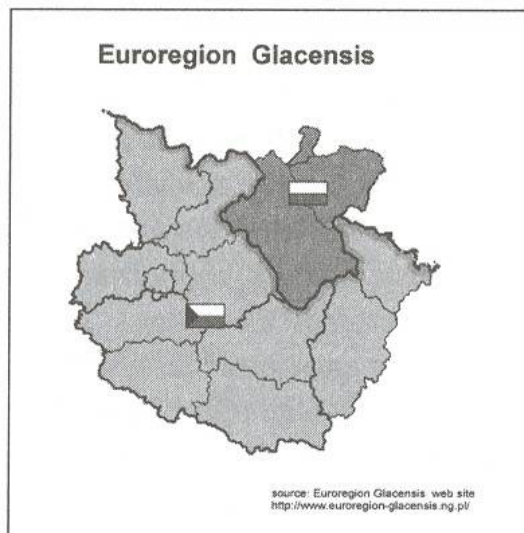 Euroregion Glacensis
source: Euroregion Glacensis web site
http://www.euroregion-glacensis.ng.pl/